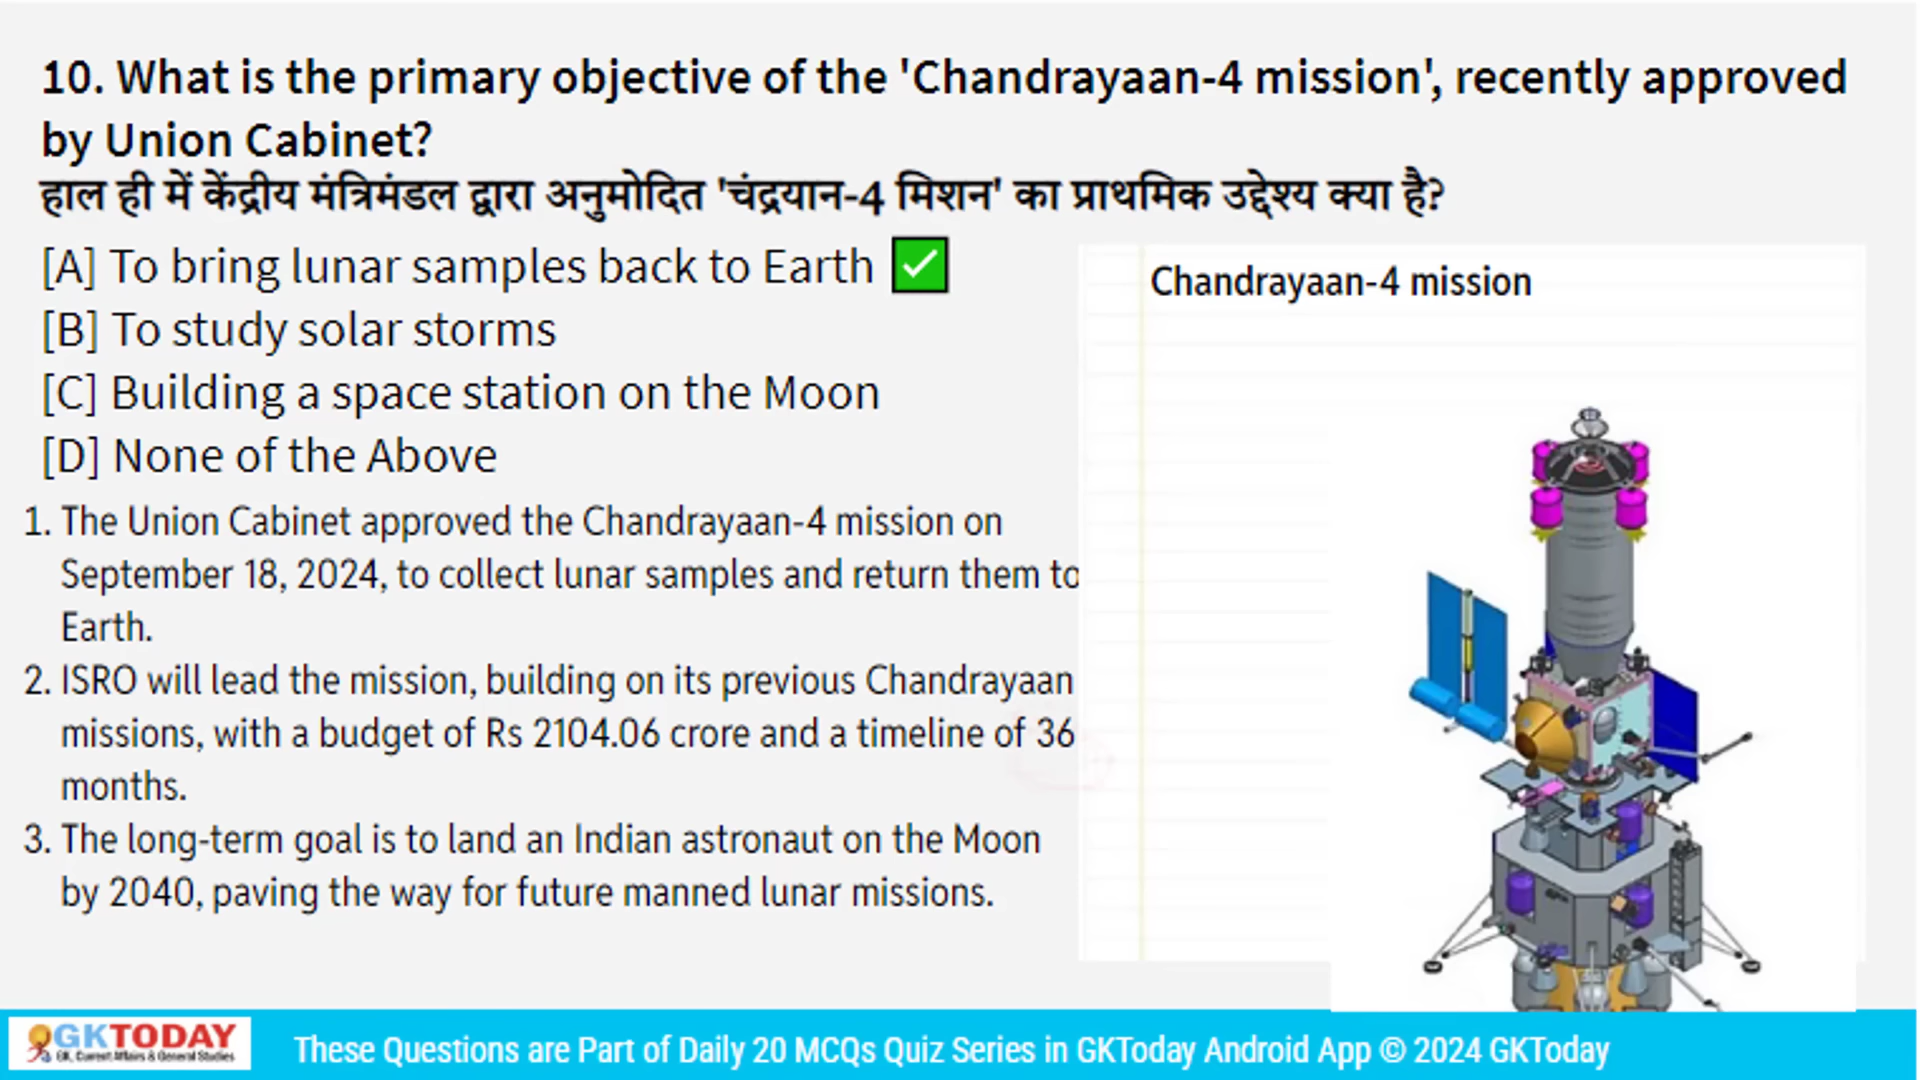 10. What is the primary objective of the 'Chandrayaan-4 mission', recently approved
by Union Cabinet?
हाल ही में केंद्रीय मंत्रिमंडल द्वारा अनुमोदित 'चंद्रयान-4 मिशन' का प्राथमिक उद्देश्य क्या है?
[A] To bring lunar samples back to Earth
[B] To study solar storms
[C] Building a space station on the Moon
[D] None of the Above
1. The Union Cabinet approved the Chandrayaan-4 mission on
September 18, 2024, to collect lunar samples and return them to
Earth.
2. ISRO will lead the mission, building on its previous Chandrayaan
missions, with a budget of Rs 2104.06 crore and a timeline of 36
months.
3. The long-term goal is to land an Indian astronaut on the Moon
by 2040, paving the way for future manned lunar missions.
Chandrayaan-4 mission
GKTODAY
GK, Current Affairs & General Studies
These Questions are Part of Daily 20 MCQs Quiz Series in GKToday Android App © 2024 GKToday